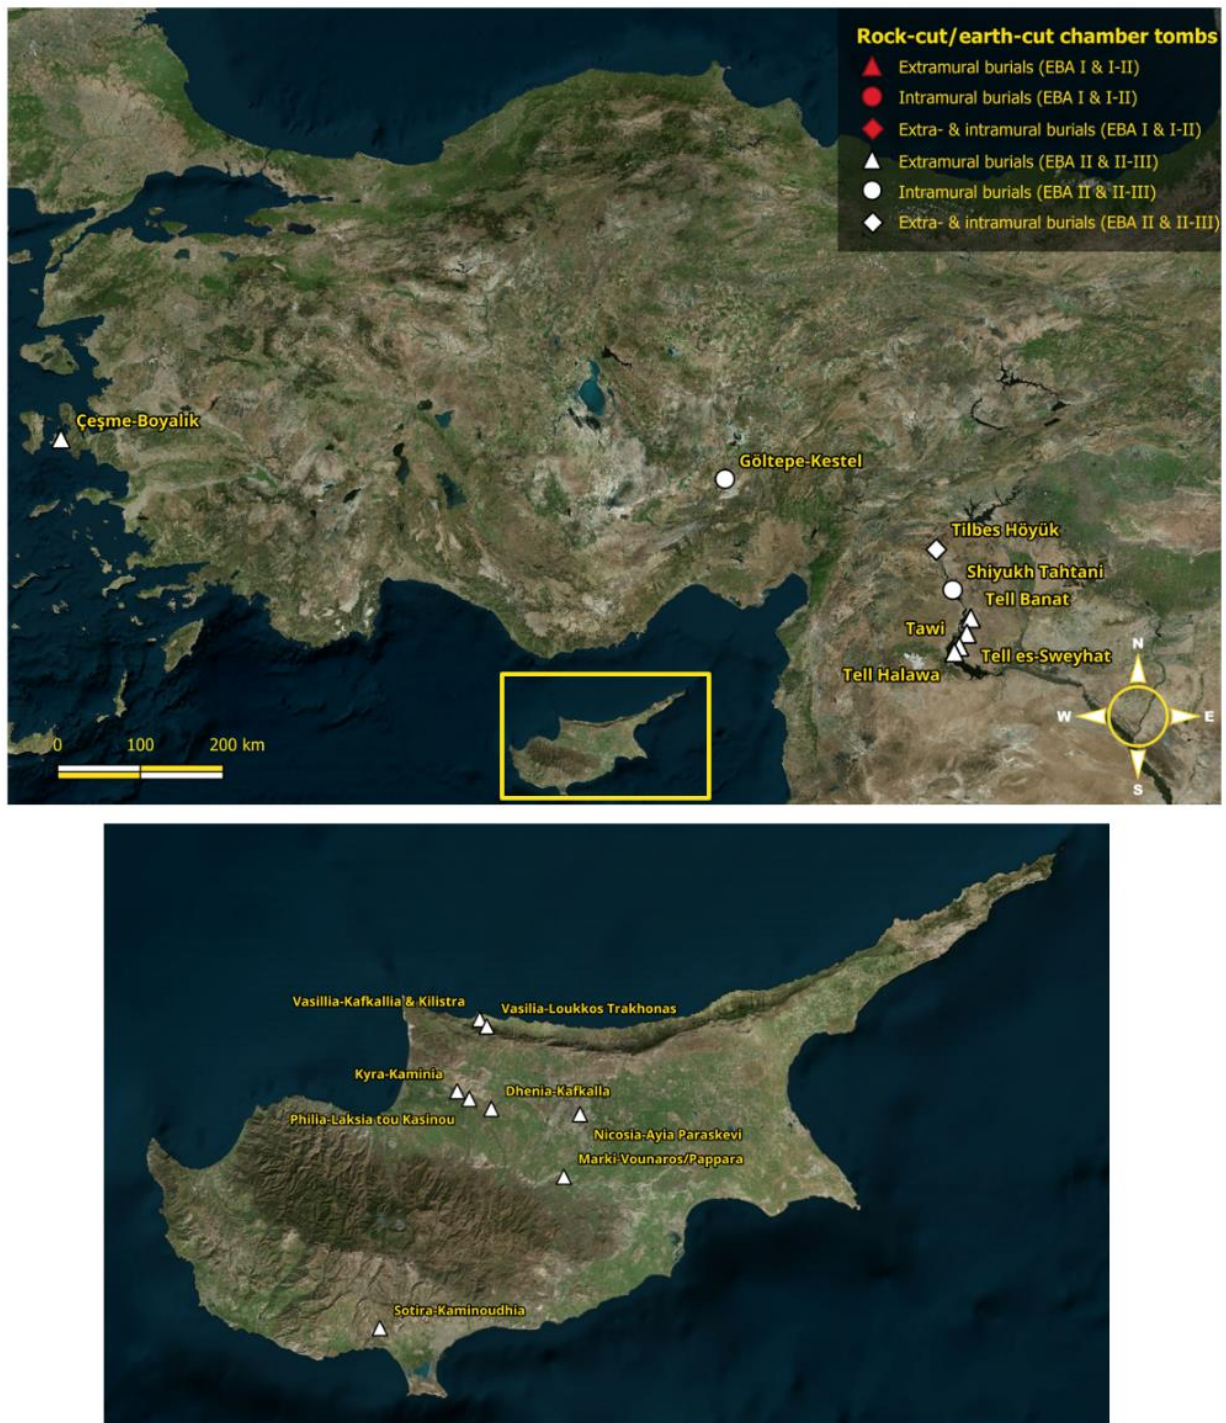 Rock-cut/earth-cut chamber tombs
Extramural burials (EBA I & I-II)
Intramural burials (EBA I & I-II)
Extra- & intramural burials (EBA I & I-II)
Extramural burials (EBA II & II-III)
Intramural burials (EBA II & II-III)
Extra- & intramural burials (EBA II & II-III)
Çeşme-Boyalık
Göltepe-Kestel
Tilbes Höyük
Shiyukh Tahtani
Tell Banat
Tawi
Tell es-Sweyhat
Tell Halawa
N
W
E
S
0 100 200 km
Vasillia-Kafkallia & Kilistra
Vasilia-Loukkos Trakhonas
Kyra-Kaminia
Dhenia-Kafkalla
Philia-Laksia tou Kasinou
Nicosia-Ayia Paraskevi
Marki-Vounaros/Pappara
Sotira-Kaminoudhia